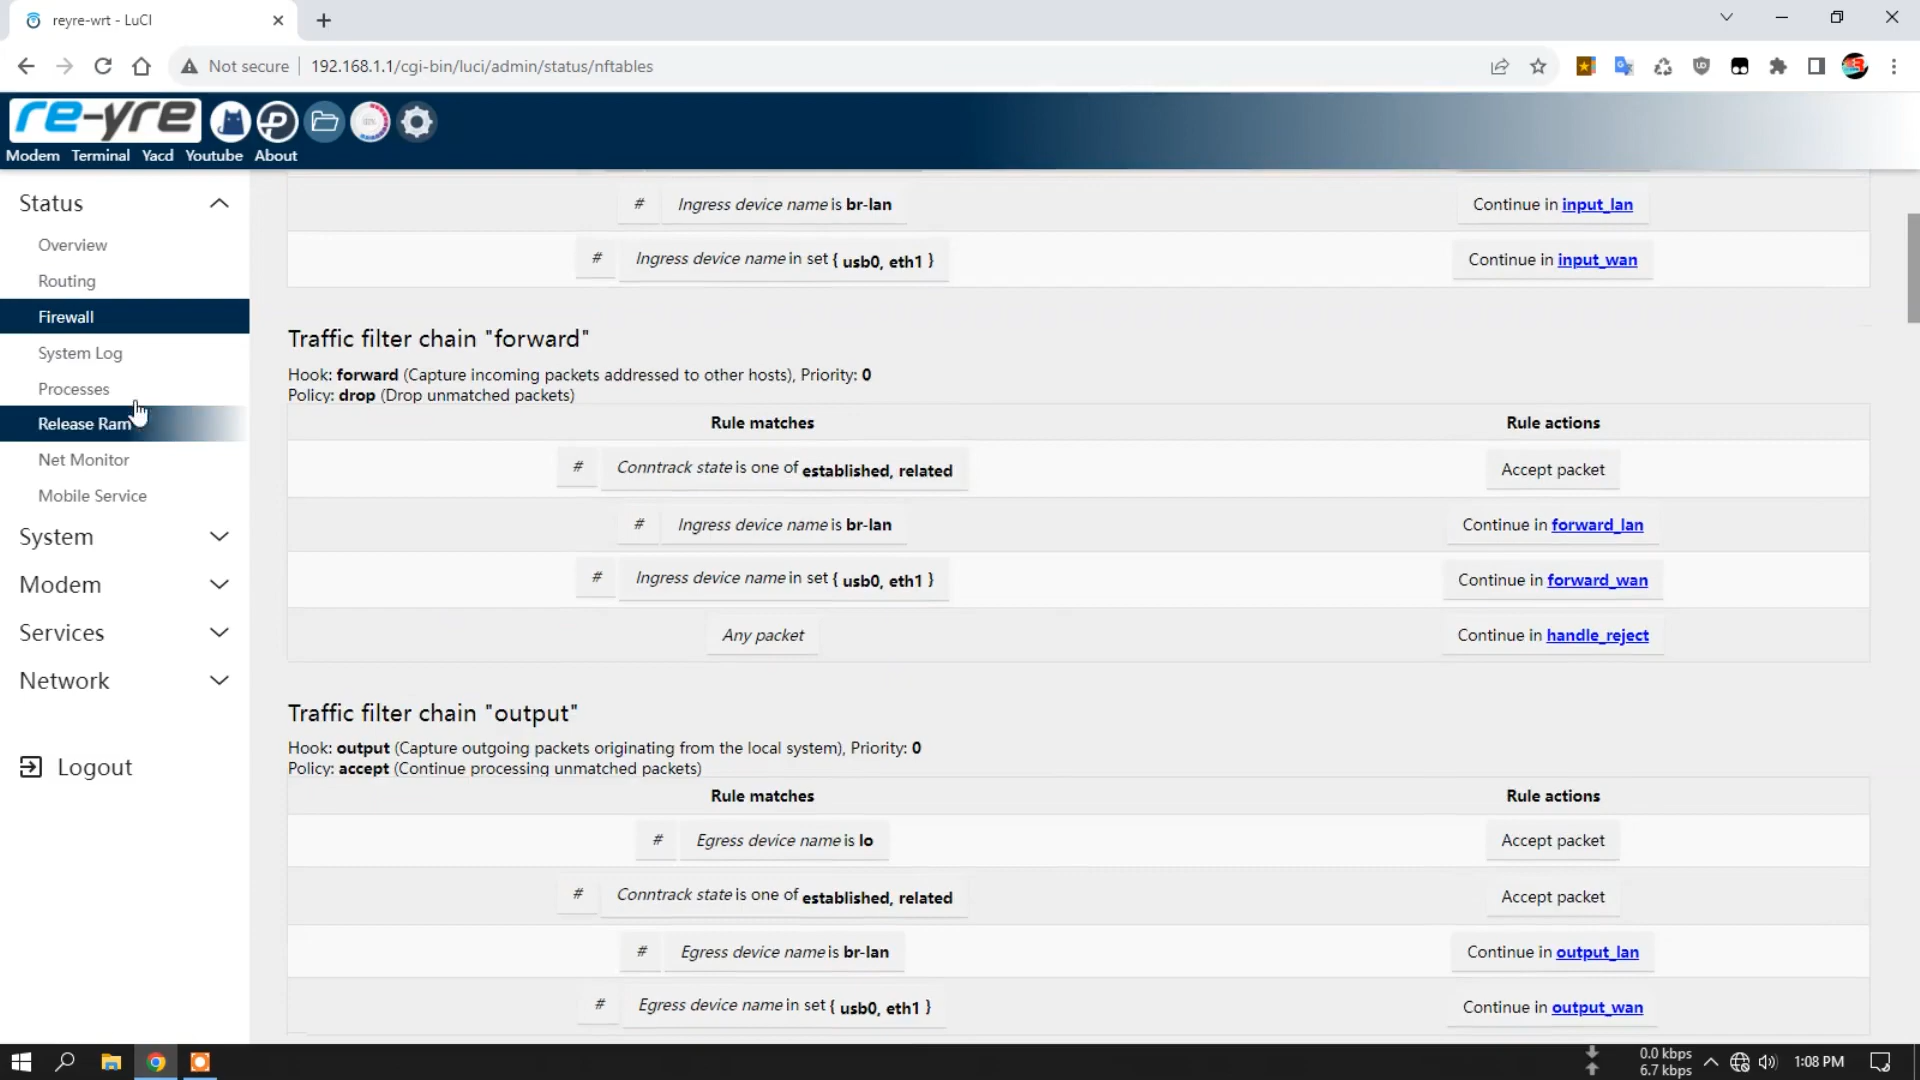 reyre-wrt - LuCI
Not secure 192.168.1.1/cgi-bin/luci/admin/status/nftables
re-yre
Modem Terminal Yacd Youtube About
Status
Overview
Routing
Firewall
System Log
Processes
Release Ram
Net Monitor
Mobile Service
System
Modem
Services
Network
Logout
# Ingress device name is br-lan Continue in input_lan
# Ingress device name in set { usb0, eth1 } Continue in input_wan
Traffic filter chain "forward"
Hook: forward (Capture incoming packets addressed to other hosts), Priority: 0
Policy: drop (Drop unmatched packets)
Rule matches Rule actions
# Conntrack state is one of established, related Accept packet
# Ingress device name is br-lan Continue in forward_lan
# Ingress device name in set { usb0, eth1 } Continue in forward_wan
Any packet Continue in handle_reject
Traffic filter chain "output"
Hook: output (Capture outgoing packets originating from the local system), Priority: 0
Policy: accept (Continue processing unmatched packets)
Rule matches Rule actions
# Egress device name is lo Accept packet
# Conntrack state is one of established, related Accept packet
# Egress device name is br-lan Continue in output_lan
# Egress device name in set { usb0, eth1 } Continue in output_wan
0.0 kbps
6.7 kbps
1:08 PM